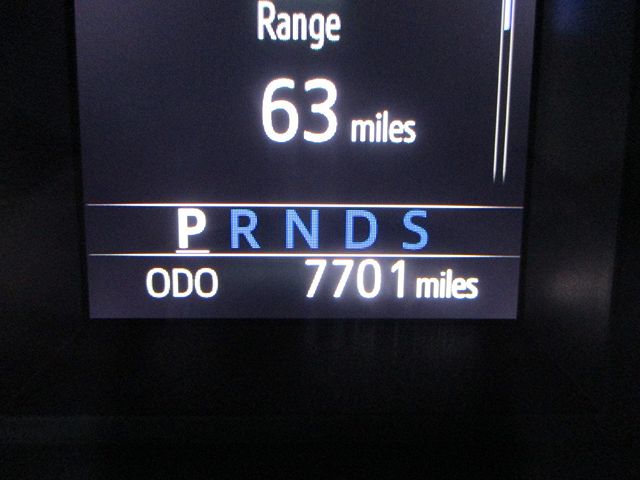 Range
63 miles
P R N D S
ODO 7701 miles